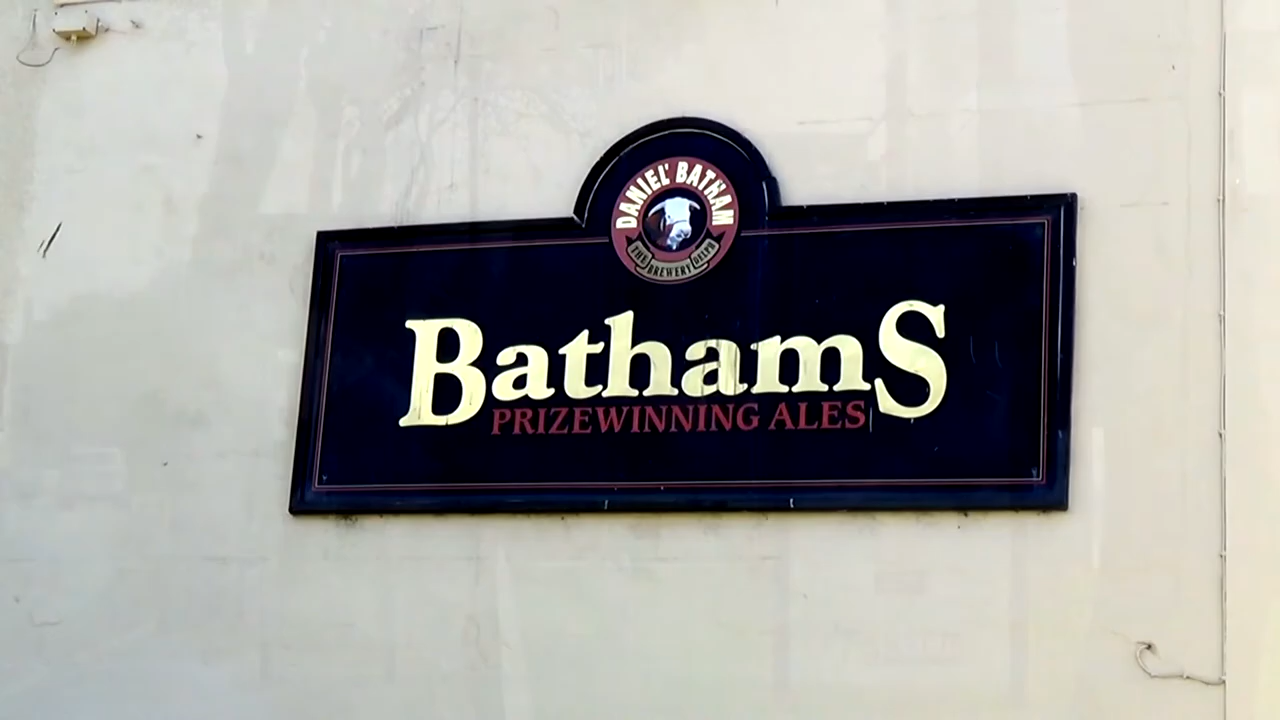 DANIEL BATHAM
THE BREWERY DELPH
BathamS
PRIZEWINNING ALES